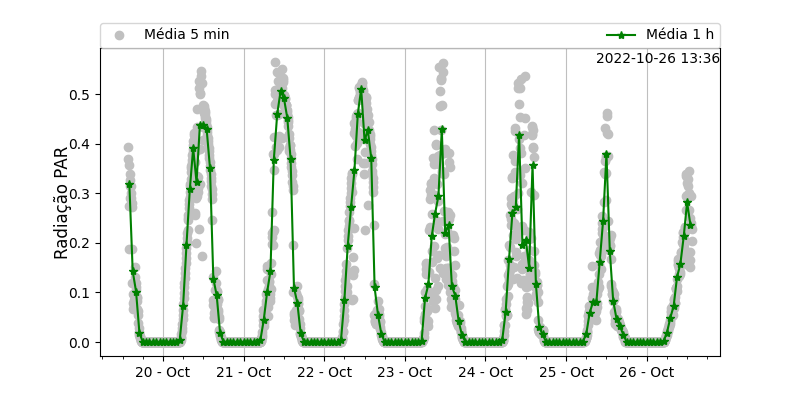 Média 5 min
Média 1 h
2022-10-26 13:36
Radiação PAR
0.5
0.4
0.3
0.2
0.1
0.0
20 - Oct
21 - Oct
22 - Oct
23 - Oct
24 - Oct
25 - Oct
26 - Oct